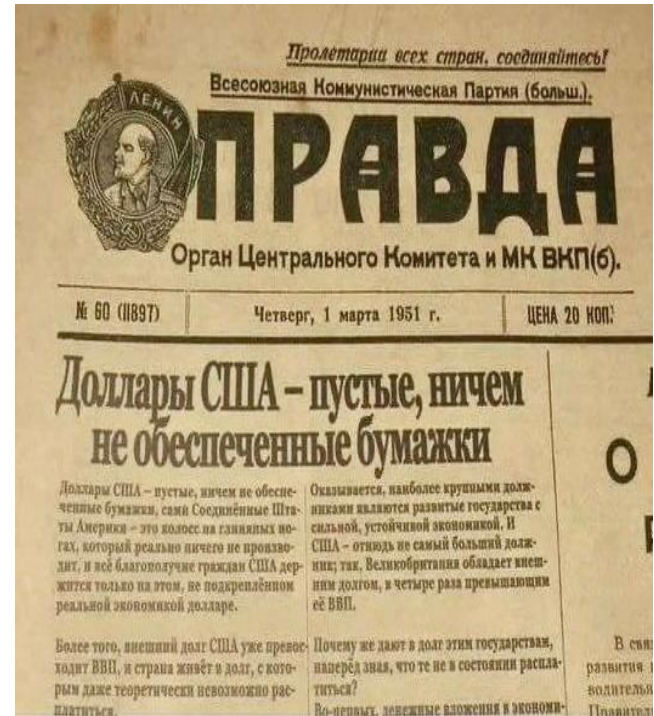 Пролетарии всех стран, соединяйтесь!
Всесоюзная Коммунистическая Партия (больш.).
ЛЕНИН
ПРАВДА
Орган Центрального Комитета и МК ВКП(б).
№ 60 (11897)
Четверг, 1 марта 1951 г.
ЦЕНА 20 КОП.
Доллары США – пустые, ничем
не обеспеченные бумажки
Доллары США – пустые, ничем не обеспе-
ченные бумажки, сами Соединённые Шта-
ты Америки – это колосс на глиняных но-
гах, который реально ничего не произво-
дит, и всё благополучие граждан США дер-
жится только на этом, не подкреплённом
реальной экономикой долларе.
Более того, внешний долг США уже превос-
ходит ВВП, и страна живёт в долг, с кото-
рым даже теоретически невозможно рас-
платиться.
Оказывается, наиболее крупными долж-
никами являются развитые государства с
сильной, устойчивой экономикой. И
США – отнюдь не самый больший долж-
ник; так, Великобритания обладает внеш-
ним долгом, в четыре раза превышающим
её ВВП.
Почему же дают в долг этим государствам,
наперёд зная, что те не в состоянии распла-
титься?
Во-первых, денежные вложения в экономи-
О
В свя
развития
водительн
Правител